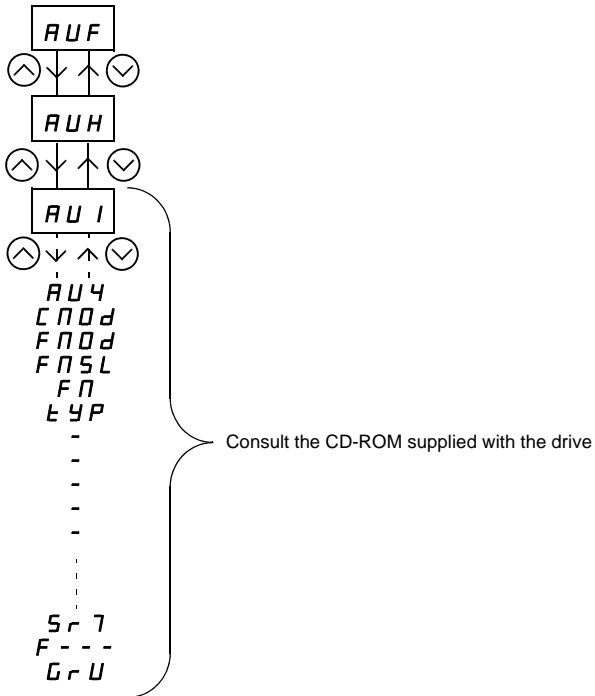 AUF
AUH
AU1
AU4
CMOd
FMOd
FMSL
FM
tYP
-
-
-
-
-
Consult the CD-ROM supplied with the drive
Sr7
F---
GrU